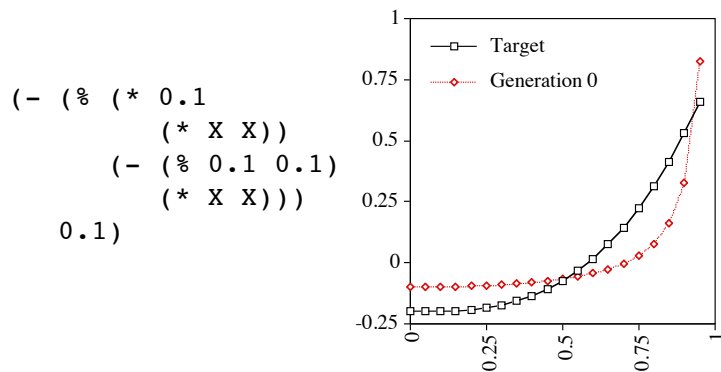 (- (% (* 0.1
(* X X))
(- (% 0.1 0.1)
(* X X)))
0.1)
1
0.75
0.5
0.25
0
-0.25
Target
Generation 0
0
0.25
0.5
0.75
1